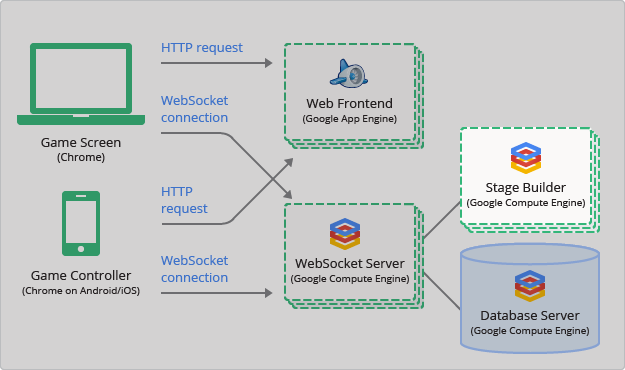 HTTP request
WebSocket
connection
Game Screen
(Chrome)
HTTP
request
WebSocket
connection
Game Controller
(Chrome on Android/iOS)
Web Frontend
(Google App Engine)
WebSocket Server
(Google Compute Engine)
Stage Builder
(Google Compute Engine)
Database Server
(Google Compute Engine)